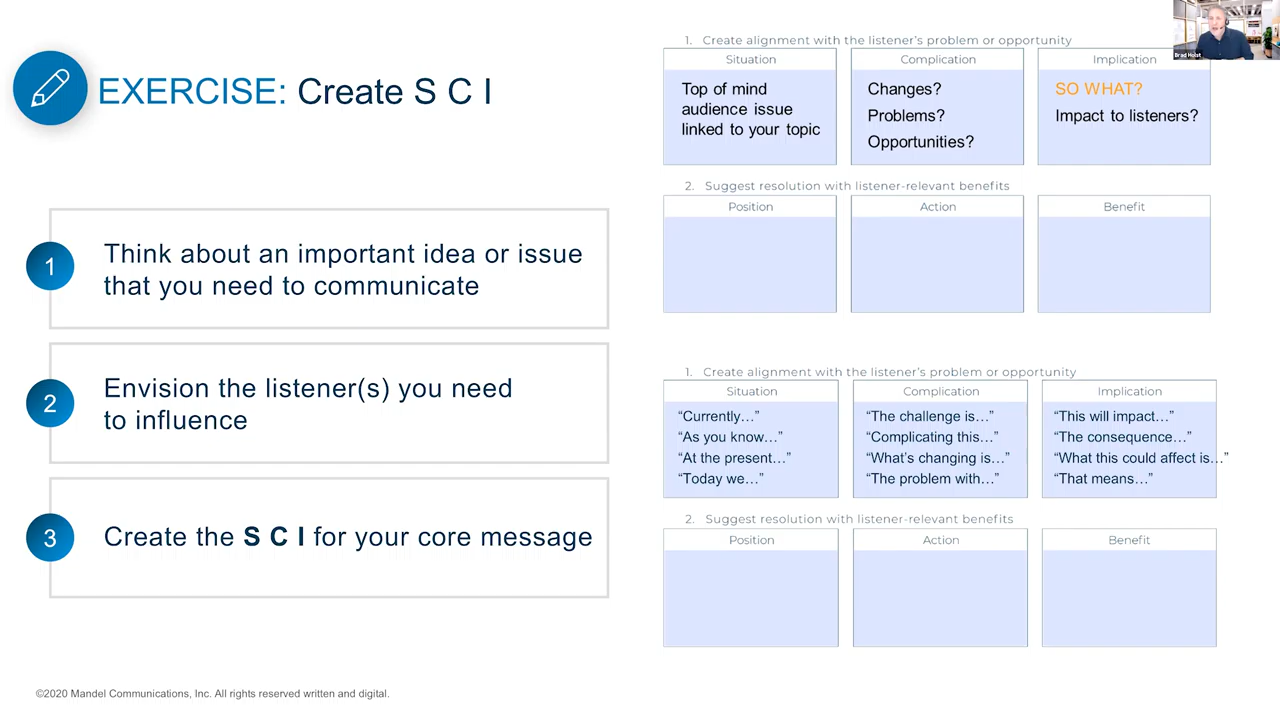 EXERCISE: Create S C I
1
Think about an important idea or issue
that you need to communicate
2
Envision the listener(s) you need
to influence
3
Create the S C I for your core message
1. Create alignment with the listener's problem or opportunity
Situation
Top of mind
audience issue
linked to your topic
Complication
Changes?
Problems?
Opportunities?
Implication
SO WHAT?
Impact to listeners?
2. Suggest resolution with listener-relevant benefits
Position
Action
Benefit
1. Create alignment with the listener's problem or opportunity
Situation
“Currently…”
“As you know…”
“At the present…”
“Today we…”
Complication
“The challenge is…”
“Complicating this…”
“What’s changing is…”
“The problem with…”
Implication
“This will impact…”
“The consequence…”
“What this could affect is…”
“That means…”
2. Suggest resolution with listener-relevant benefits
Position
Action
Benefit
©2020 Mandel Communications, Inc. All rights reserved written and digital.
Brad Holst